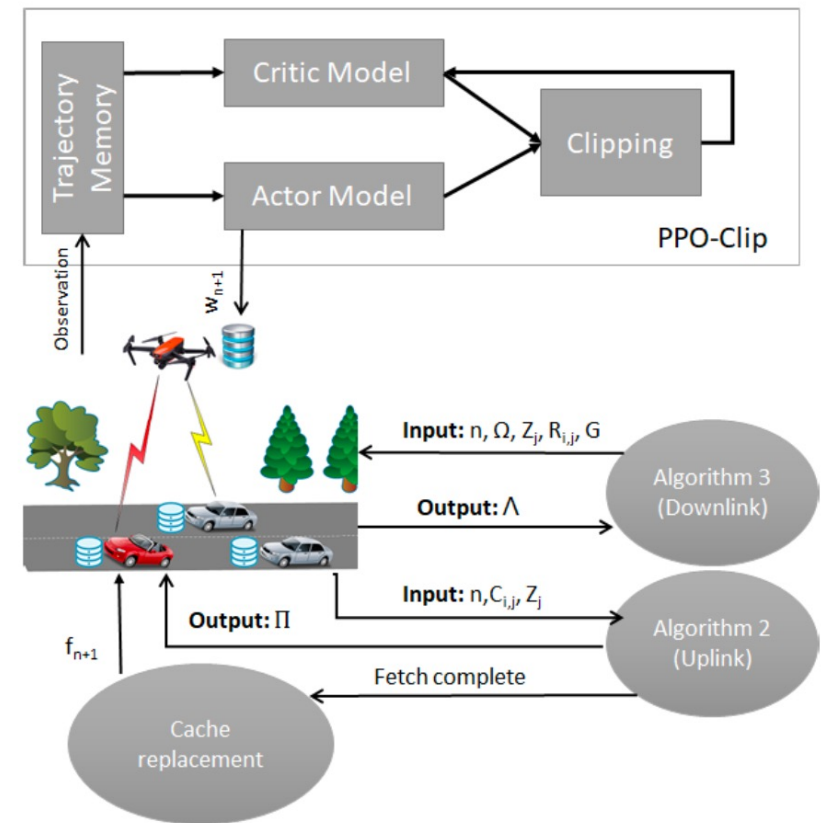 Trajectory
Memory
Critic Model
Actor Model
Clipping
PPO-Clip
Observation
w_{n+1}
Input: n, Ω, Z_j, R_{i,j}, G
Algorithm 3
(Downlink)
Output: Λ
Input: n,C_{i,j}, Z_j
Output: Π
Algorithm 2
(Uplink)
f_{n+1}
Fetch complete
Cache
replacement